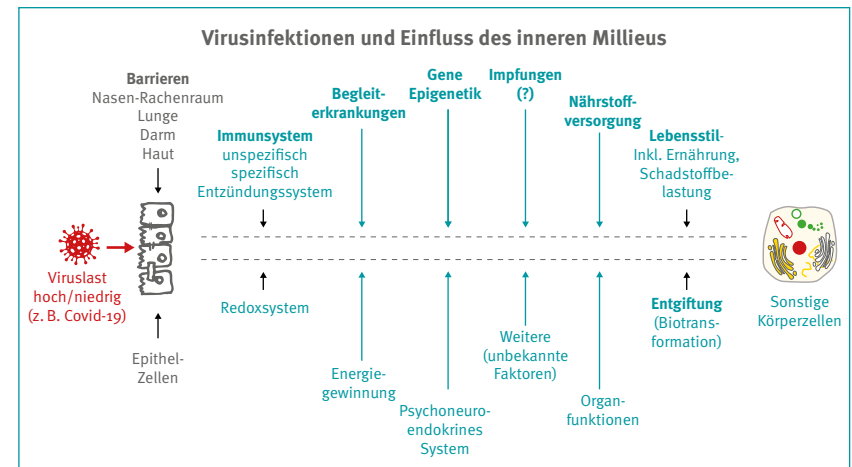 Virusinfektionen und Einfluss des inneren Millieus
Barrieren
Nasen-Rachenraum
Lunge
Darm
Haut
Immunsystem
unspezifisch
spezifisch
Entzündungssystem
Begleit-
erkrankungen
Gene
Epigenetik
Impfungen
(?)
Nährstoff-
versorgung
Lebensstil-
Inkl. Ernährung,
Schadstoffbe-
lastung
Viruslast
hoch/niedrig
(z. B. Covid-19)
Epithel-
Zellen
Redoxsystem
Energie-
gewinnung
Psychoneuro-
endokrines
System
Weitere
(unbekannte
Faktoren)
Organ-
funktionen
Entgiftung
(Biotrans-
formation)
Sonstige
Körperzellen